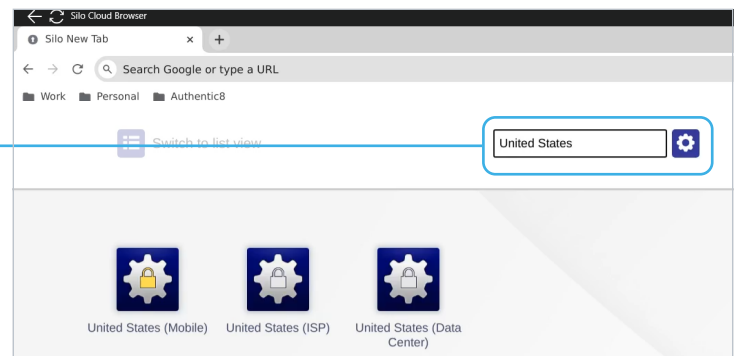 Silo Cloud Browser
Silo New Tab
Search Google or type a URL
Work Personal Authentic8
Switch to list view
United States
United States (Mobile) United States (ISP) United States (Data
Center)